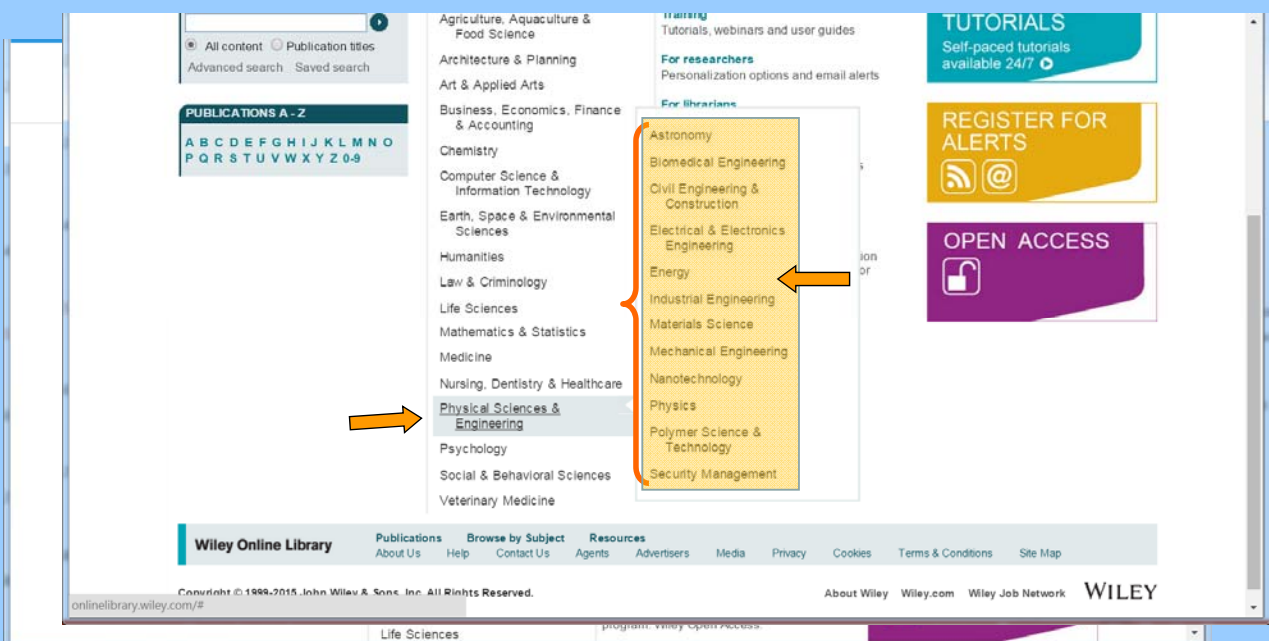 All content Publication titles
Advanced search Saved search
PUBLICATIONS A - Z
A B C D E F G H I J K L M N O
P Q R S T U V W X Y Z 0-9
Agriculture, Aquaculture &
Food Science
Architecture & Planning
Art & Applied Arts
Business, Economics, Finance
& Accounting
Chemistry
Computer Science &
Information Technology
Earth, Space & Environmental
Sciences
Humanities
Law & Criminology
Life Sciences
Mathematics & Statistics
Medicine
Nursing, Dentistry & Healthcare
Physical Sciences &
Engineering
Psychology
Social & Behavioral Sciences
Veterinary Medicine
Training
Tutorials, webinars and user guides
For researchers
Personalization options and email alerts
For librarians
Astronomy
Biomedical Engineering
Civil Engineering &
Construction
Electrical & Electronics
Engineering
Energy
Industrial Engineering
Materials Science
Mechanical Engineering
Nanotechnology
Physics
Polymer Science &
Technology
Security Management
TUTORIALS
Self-paced tutorials
available 24/7
REGISTER FOR
ALERTS
OPEN ACCESS
Wiley Online Library
Publications Browse by Subject Resources
About Us Help Contact Us Agents Advertisers Media Privacy Cookies Terms & Conditions Site Map
Copyright © 1999-2015 John Wiley & Sons, Inc. All Rights Reserved.
About Wiley Wiley.com Wiley Job Network WILEY
onlinelibrary.wiley.com/#
Life Sciences
program. Wiley Open Access.